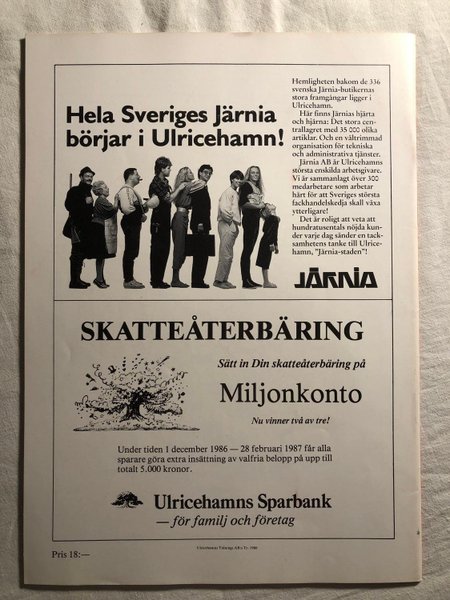 Hela Sveriges Järnia
börjar i Ulricehamn!
Hemligheten bakom de 336
svenska Järnia-butikernas
stora framgångar ligger i
Ulricehamn.
Här finns Järnias hjärta
och hjärna: Det stora cen-
trallagret med 35 000 olika
artiklar. Och en vältrimmad
organisation för tekniska
och administrativa tjänster.
Järnia AB är Ulricehamns
största enskilda arbetsgivare.
Vi är sammanlagt över 300
medarbetare som arbetar
hårt för att Sveriges största
fackhandelskedja skall växa
ytterligare!
Det är roligt att veta att
hundratusentals nöjda kun-
der varje dag sänder en tack-
samhetens tanke till Ulrice-
hamn, "Järnia-staden"!
JÄRNIA
SKATTEÅTERBÄRING
Sätt in Din skatteåterbäring på
Miljonkonto
Nu vinner två av tre!
Under tiden 1 december 1986 — 28 februari 1987 får alla
sparare göra extra insättning av valfria belopp på upp till
totalt 5.000 kronor.
Ulricehamns Sparbank
— för familj och företag
Pris 18:—